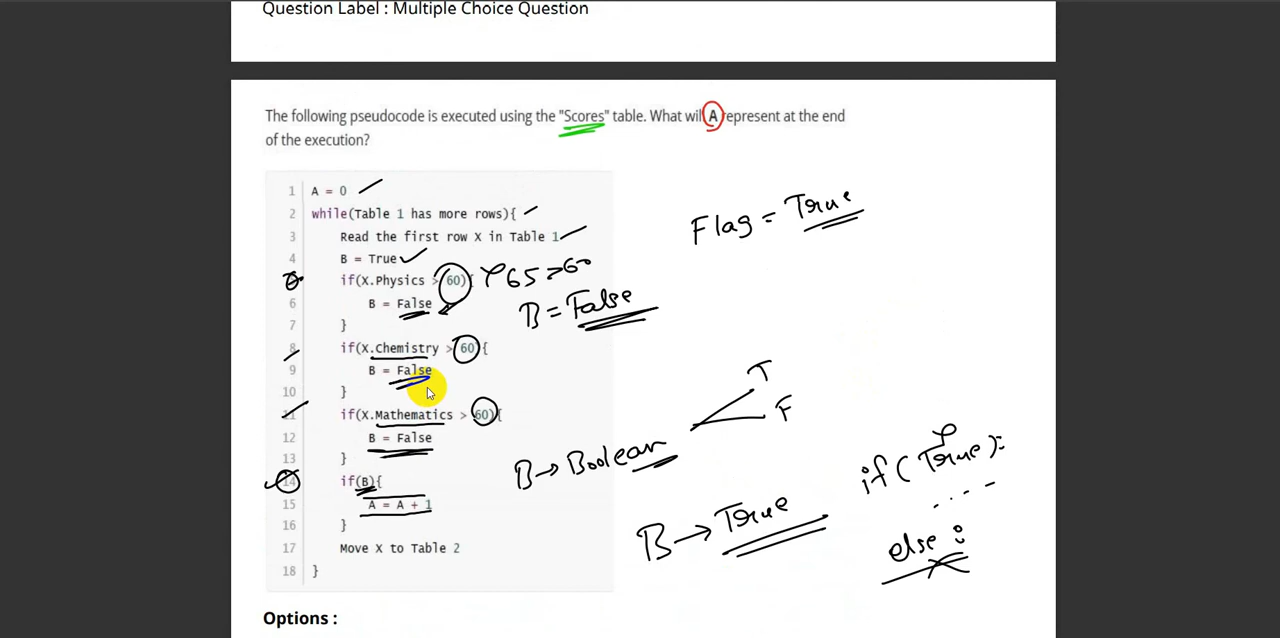 Question Label : Multiple Choice Question
The following pseudocode is executed using the "Scores" table. What will A represent at the end
of the execution?
1 A = 0
2 while(Table 1 has more rows){
3 Read the first row X in Table 1
4 B = True
if(X.Physics > 60){
6 B = False
7 }
8 if(X.Chemistry > 60{
9 B = False
10 }
11 if(X.Mathematics > 60){
12 B = False
13 }
14 if(B){
15 A = A + 1
16 }
17 Move X to Table 2
18 }
Flag = True
65 > 60
B = False
T
F
B → Boolean
B → True
if (True):
....
else :
Options :